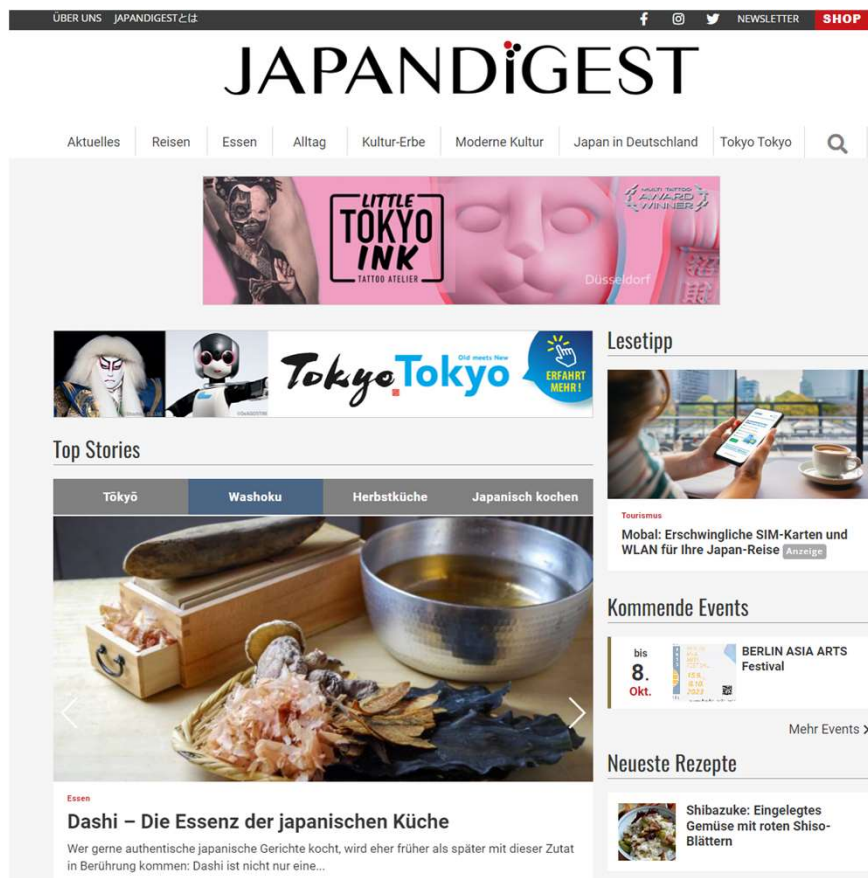 ÜBER UNS JAPANDIGESTとは
NEWSLETTER SHOP
JAPANDIGEST
Aktuelles Reisen Essen Alltag Kultur-Erbe Moderne Kultur Japan in Deutschland Tokyo Tokyo
LITTLE
TOKYO
INK
TATTOO ATELIER
MULTI TATTOO
AWARD
WINNER
Düsseldorf
Tokyo Tokyo
Old meets New
ERFAHRT
MEHR!
Top Stories
Tōkyō Washoku Herbstküche Japanisch kochen
Essen
Dashi – Die Essenz der japanischen Küche
Wer gerne authentische japanische Gerichte kocht, wird eher früher als später mit dieser Zutat
in Berührung kommen: Dashi ist nicht nur eine...
Lesetipp
Tourismus
Mobal: Erschwingliche SIM-Karten und
WLAN für Ihre Japan-Reise Anzeige
Kommende Events
bis
8.
Okt.
BERLIN ASIA ARTS
Festival
Mehr Events
Neueste Rezepte
Shibazuke: Eingelegtes
Gemüse mit roten Shiso-
Blättern